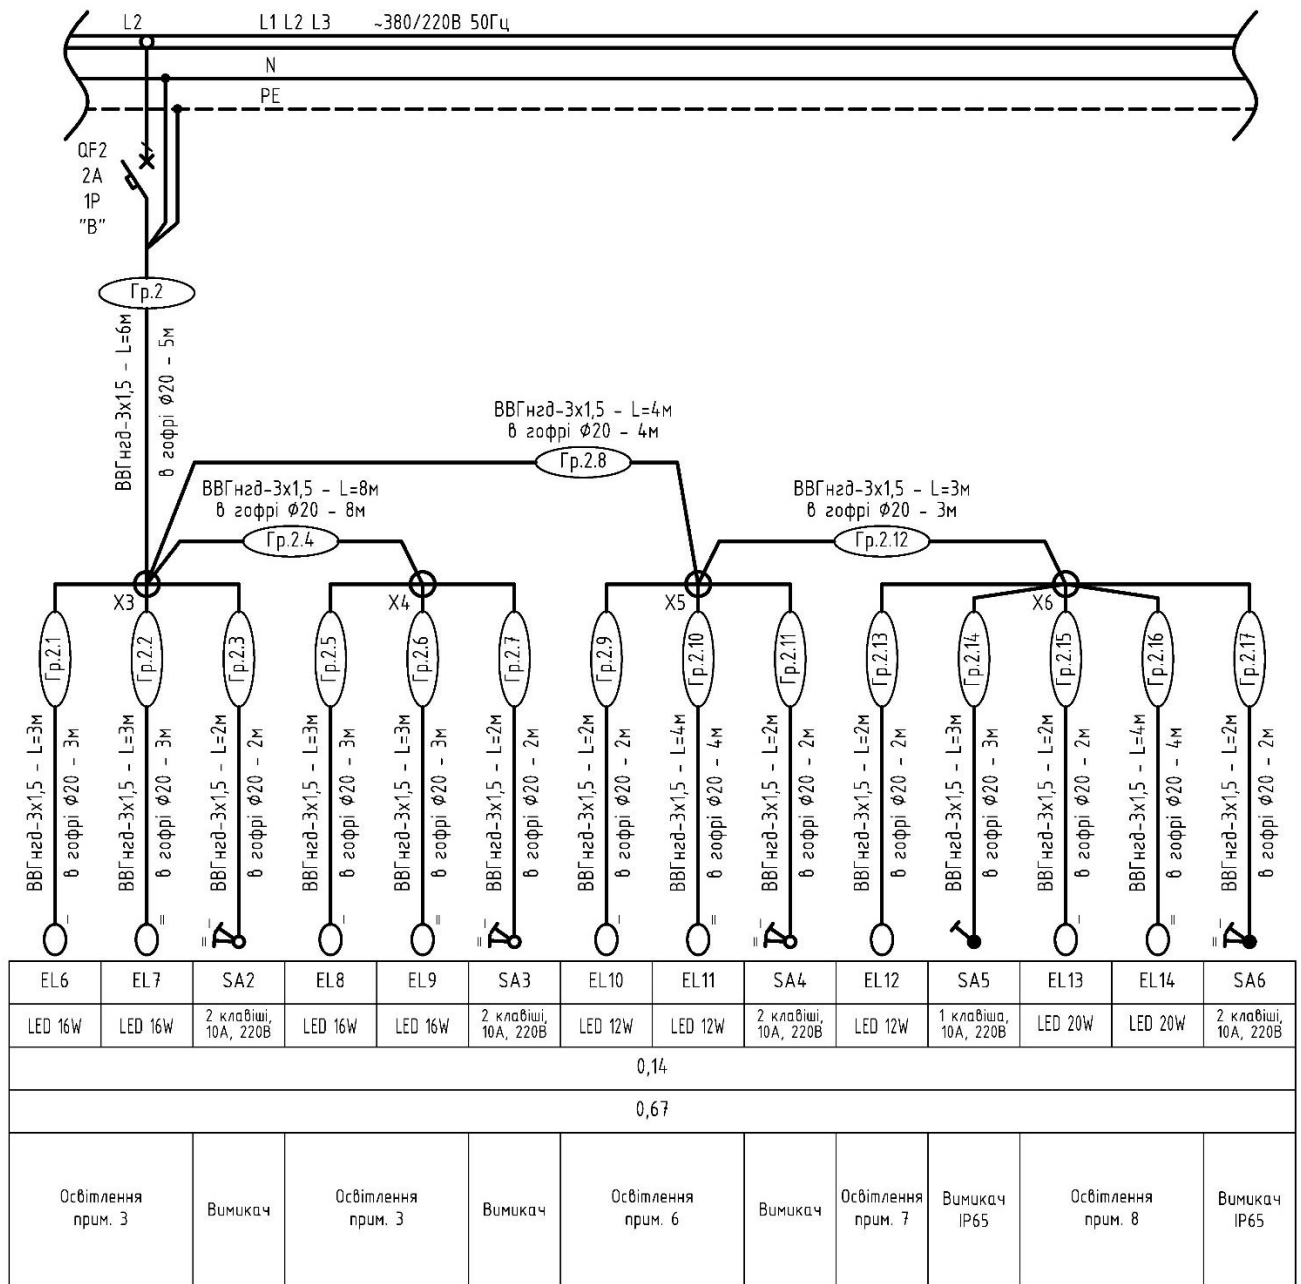 L2
L1 L2 L3
~380/220В 50Гц
N
PE
QF2
2А
1P
"В"
Гр.2
ВВГнгд-3х1,5 - L=6м
в гофрі Ф20 - 5м
ВВГнгд-3х1,5 - L=4м
в гофрі Ф20 - 4м
Гр.2.8
ВВГнгд-3х1,5 - L=8м
в гофрі Ф20 - 8м
Гр.2.4
ВВГнгд-3х1,5 - L=3м
в гофрі Ф20 - 3м
Гр.2.12
X3
X4
X5
X6
Гр.2.1
Гр.2.2
Гр.2.3
Гр.2.5
Гр.2.6
Гр.2.7
Гр.2.9
Гр.2.10
Гр.2.11
Гр.2.13
Гр.2.14
Гр.2.15
Гр.2.16
Гр.2.17
ВВГнгд-3х1,5 - L=3м
в гофрі Ф20 - 3м
ВВГнгд-3х1,5 - L=3м
в гофрі Ф20 - 3м
ВВГнгд-3х1,5 - L=2м
в гофрі Ф20 - 2м
ВВГнгд-3х1,5 - L=3м
в гофрі Ф20 - 3м
ВВГнгд-3х1,5 - L=3м
в гофрі Ф20 - 3м
ВВГнгд-3х1,5 - L=2м
в гофрі Ф20 - 2м
ВВГнгд-3х1,5 - L=2м
в гофрі Ф20 - 2м
ВВГнгд-3х1,5 - L=4м
в гофрі Ф20 - 4м
ВВГнгд-3х1,5 - L=2м
в гофрі Ф20 - 2м
ВВГнгд-3х1,5 - L=2м
в гофрі Ф20 - 2м
ВВГнгд-3х1,5 - L=3м
в гофрі Ф20 - 3м
ВВГнгд-3х1,5 - L=2м
в гофрі Ф20 - 2м
ВВГнгд-3х1,5 - L=4м
в гофрі Ф20 - 4м
ВВГнгд-3х1,5 - L=2м
в гофрі Ф20 - 2м
EL6
EL7
SA2
EL8
EL9
SA3
EL10
EL11
SA4
EL12
SA5
EL13
EL14
SA6
LED 16W
LED 16W
2 клавіші,
10А, 220В
LED 16W
LED 16W
2 клавіші,
10А, 220В
LED 12W
LED 12W
2 клавіші,
10А, 220В
LED 12W
1 клавіша,
10А, 220В
LED 20W
LED 20W
2 клавіші,
10А, 220В
0,14
0,67
Освітлення
прим. 3
Вимикач
Освітлення
прим. 3
Вимикач
Освітлення
прим. 6
Вимикач
Освітлення
прим. 7
Вимикач
IP65
Освітлення
прим. 8
Вимикач
IP65